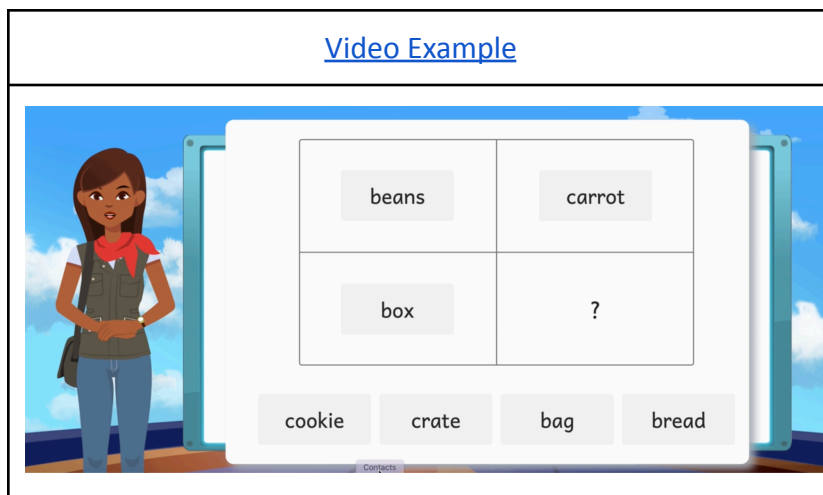 Video Example
beans carrot
box ?
cookie crate bag bread
Contacts